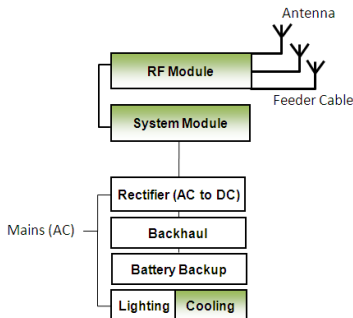 Antenna
RF Module
Feeder Cable
System Module
Rectifier (AC to DC)
Mains (AC)
Backhaul
Battery Backup
Lighting
Cooling